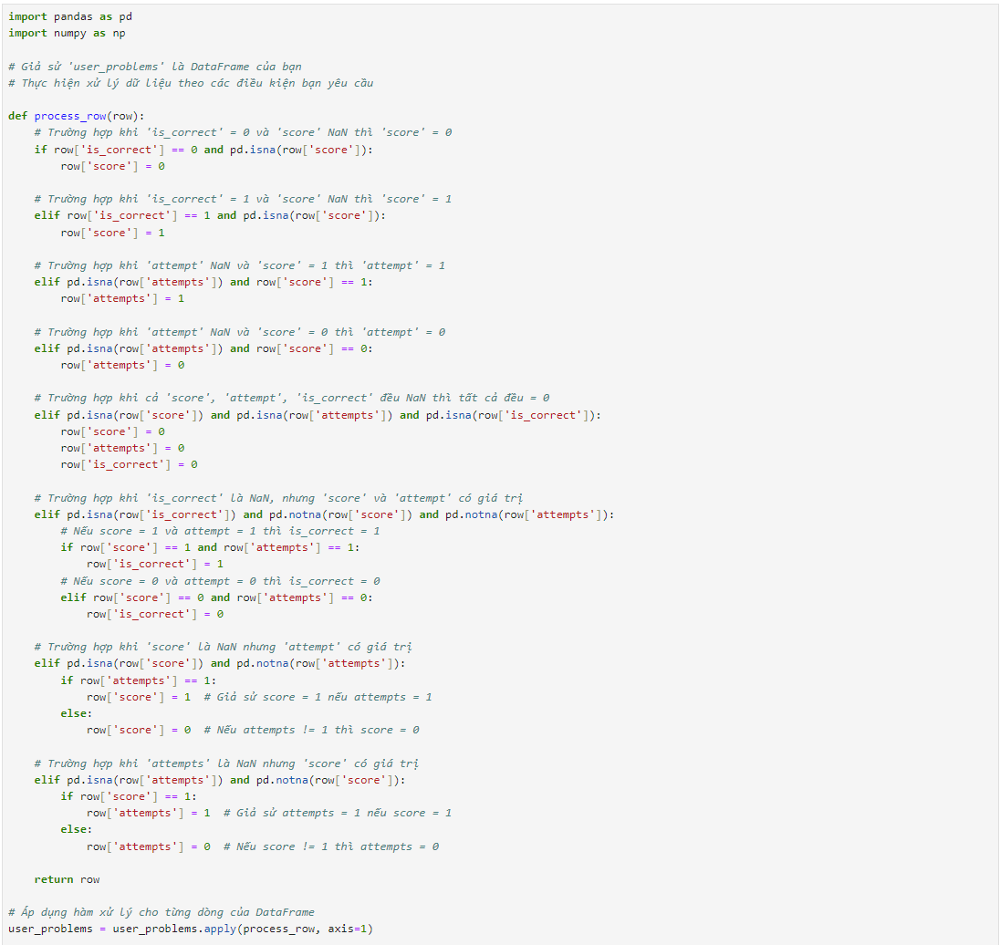 import pandas as pd
import numpy as np

# Giả sử 'user_problems' là DataFrame của bạn
# Thực hiện xử lý dữ liệu theo các điều kiện bạn yêu cầu

def process_row(row):
    # Trường hợp khi 'is_correct' = 0 và 'score' NaN thì 'score' = 0
    if row['is_correct'] == 0 and pd.isna(row['score']):
        row['score'] = 0

    # Trường hợp khi 'is_correct' = 1 và 'score' NaN thì 'score' = 1
    elif row['is_correct'] == 1 and pd.isna(row['score']):
        row['score'] = 1

    # Trường hợp khi 'attempt' NaN và 'score' = 1 thì 'attempt' = 1
    elif pd.isna(row['attempts']) and row['score'] == 1:
        row['attempts'] = 1

    # Trường hợp khi 'attempt' NaN và 'score' = 0 thì 'attempt' = 0
    elif pd.isna(row['attempts']) and row['score'] == 0:
        row['attempts'] = 0

    # Trường hợp khi cả 'score', 'attempt', 'is_correct' đều NaN thì tất cả đều = 0
    elif pd.isna(row['score']) and pd.isna(row['attempts']) and pd.isna(row['is_correct']):
        row['score'] = 0
        row['attempts'] = 0
        row['is_correct'] = 0

    # Trường hợp khi 'is_correct' là NaN, nhưng 'score' và 'attempt' có giá trị
    elif pd.isna(row['is_correct']) and pd.notna(row['score']) and pd.notna(row['attempts']):
        # Nếu score = 1 và attempt = 1 thì is_correct = 1
        if row['score'] == 1 and row['attempts'] == 1:
            row['is_correct'] = 1
        # Nếu score = 0 và attempt = 0 thì is_correct = 0
        elif row['score'] == 0 and row['attempts'] == 0:
            row['is_correct'] = 0

    # Trường hợp khi 'score' là NaN nhưng 'attempt' có giá trị
    elif pd.isna(row['score']) and pd.notna(row['attempts']):
        if row['attempts'] == 1:
            row['score'] = 1  # Giả sử score = 1 nếu attempts = 1
        else:
            row['score'] = 0  # Nếu attempts != 1 thì score = 0

    # Trường hợp khi 'attempts' là NaN nhưng 'score' có giá trị
    elif pd.isna(row['attempts']) and pd.notna(row['score']):
        if row['score'] == 1:
            row['attempts'] = 1  # Giả sử attempts = 1 nếu score = 1
        else:
            row['attempts'] = 0  # Nếu score != 1 thì attempts = 0

    return row

# Áp dụng hàm xử lý cho từng dòng của DataFrame
user_problems = user_problems.apply(process_row, axis=1)